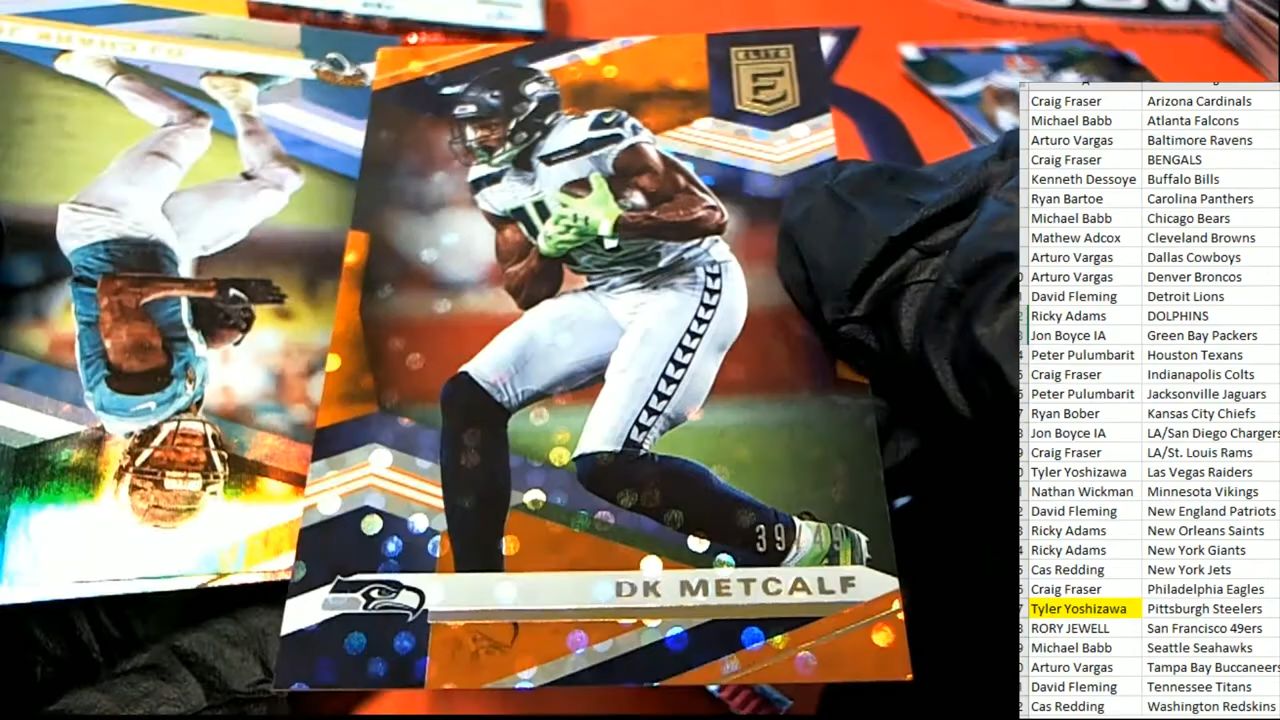 ELITE
E
DK METCALF
Craig Fraser Arizona Cardinals
Michael Babb Atlanta Falcons
Arturo Vargas Baltimore Ravens
Craig Fraser BENGALS
Kenneth Dessoye Buffalo Bills
Ryan Bartoe Carolina Panthers
Michael Babb Chicago Bears
Mathew Adcox Cleveland Browns
Arturo Vargas Dallas Cowboys
Arturo Vargas Denver Broncos
David Fleming Detroit Lions
Ricky Adams DOLPHINS
Jon Boyce IA Green Bay Packers
Peter Pulumbarit Houston Texans
Craig Fraser Indianapolis Colts
Peter Pulumbarit Jacksonville Jaguars
Ryan Bober Kansas City Chiefs
Jon Boyce IA LA/San Diego Chargers
Craig Fraser LA/St. Louis Rams
Tyler Yoshizawa Las Vegas Raiders
Nathan Wickman Minnesota Vikings
David Fleming New England Patriots
Ricky Adams New Orleans Saints
Ricky Adams New York Giants
Cas Redding New York Jets
Craig Fraser Philadelphia Eagles
Tyler Yoshizawa Pittsburgh Steelers
RORY JEWELL San Francisco 49ers
Michael Babb Seattle Seahawks
Arturo Vargas Tampa Bay Buccaneers
David Fleming Tennessee Titans
Cas Redding Washington Redskins